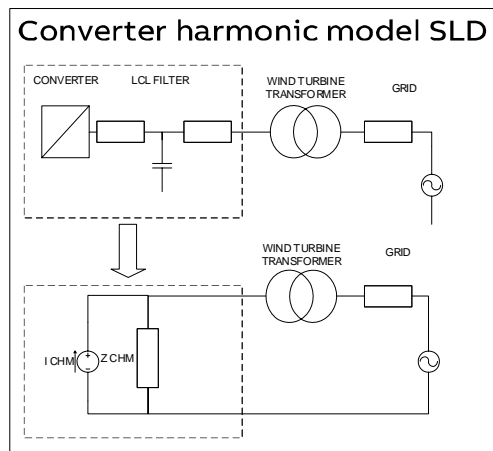 Converter harmonic model SLD
CONVERTER
LCL FILTER
WIND TURBINE
TRANSFORMER
GRID
WIND TURBINE
TRANSFORMER
GRID
I CHM
+
-
Z CHM